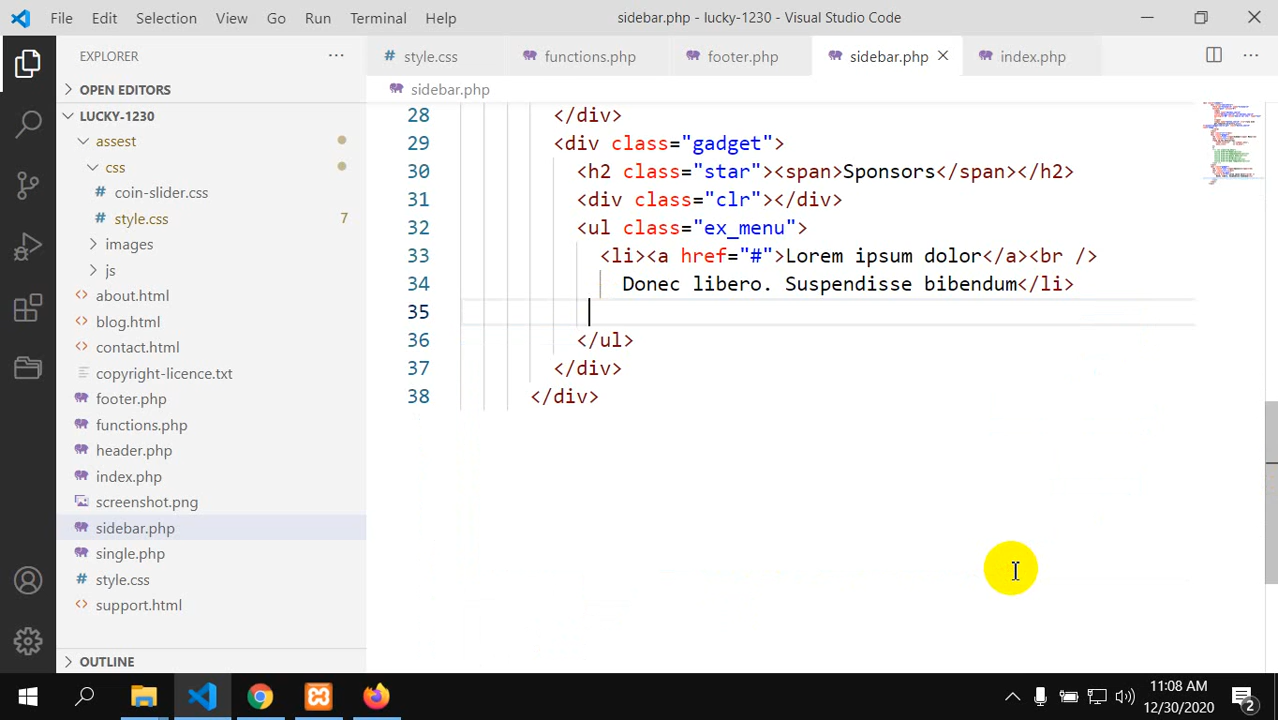 File Edit Selection View Go Run Terminal Help sidebar.php - lucky-1230 - Visual Studio Code
EXPLORER
OPEN EDITORS
LUCKY-1230
assest
css
coin-slider.css
style.css 7
images
js
about.html
blog.html
contact.html
copyright-licence.txt
footer.php
functions.php
header.php
index.php
screenshot.png
sidebar.php
single.php
style.css
support.html
OUTLINE
style.css functions.php footer.php sidebar.php index.php
sidebar.php
28 </div>
29 <div class="gadget">
30 <h2 class="star"><span>Sponsors</span></h2>
31 <div class="clr"></div>
32 <ul class="ex_menu">
33 <li><a href="#">Lorem ipsum dolor</a><br />
34 Donec libero. Suspendisse bibendum</li>
35
36 </ul>
37 </div>
38 </div>
11:08 AM
12/30/2020
2